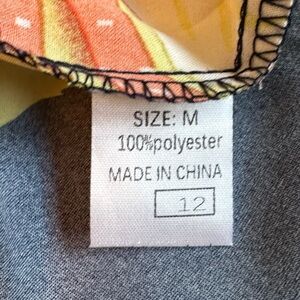 SIZE: M
100%polyester
MADE IN CHINA
12